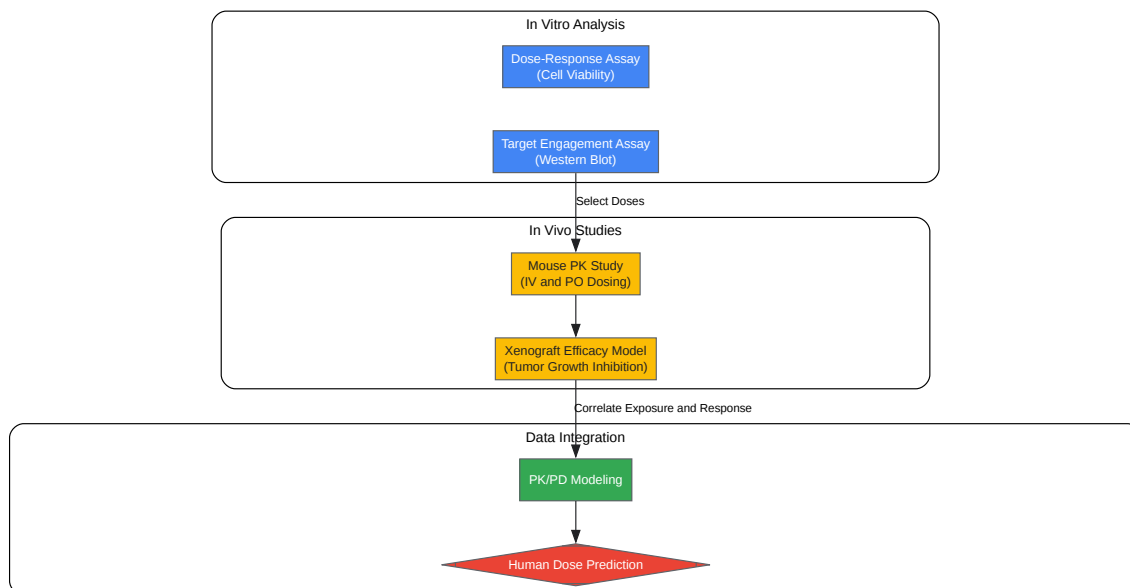 In Vitro Analysis
Dose-Response Assay
(Cell Viability)
Target Engagement Assay
(Western Blot)
Select Doses
In Vivo Studies
Mouse PK Study
(IV and PO Dosing)
Xenograft Efficacy Model
(Tumor Growth Inhibition)
Correlate Exposure and Response
Data Integration
PK/PD Modeling
Human Dose Prediction